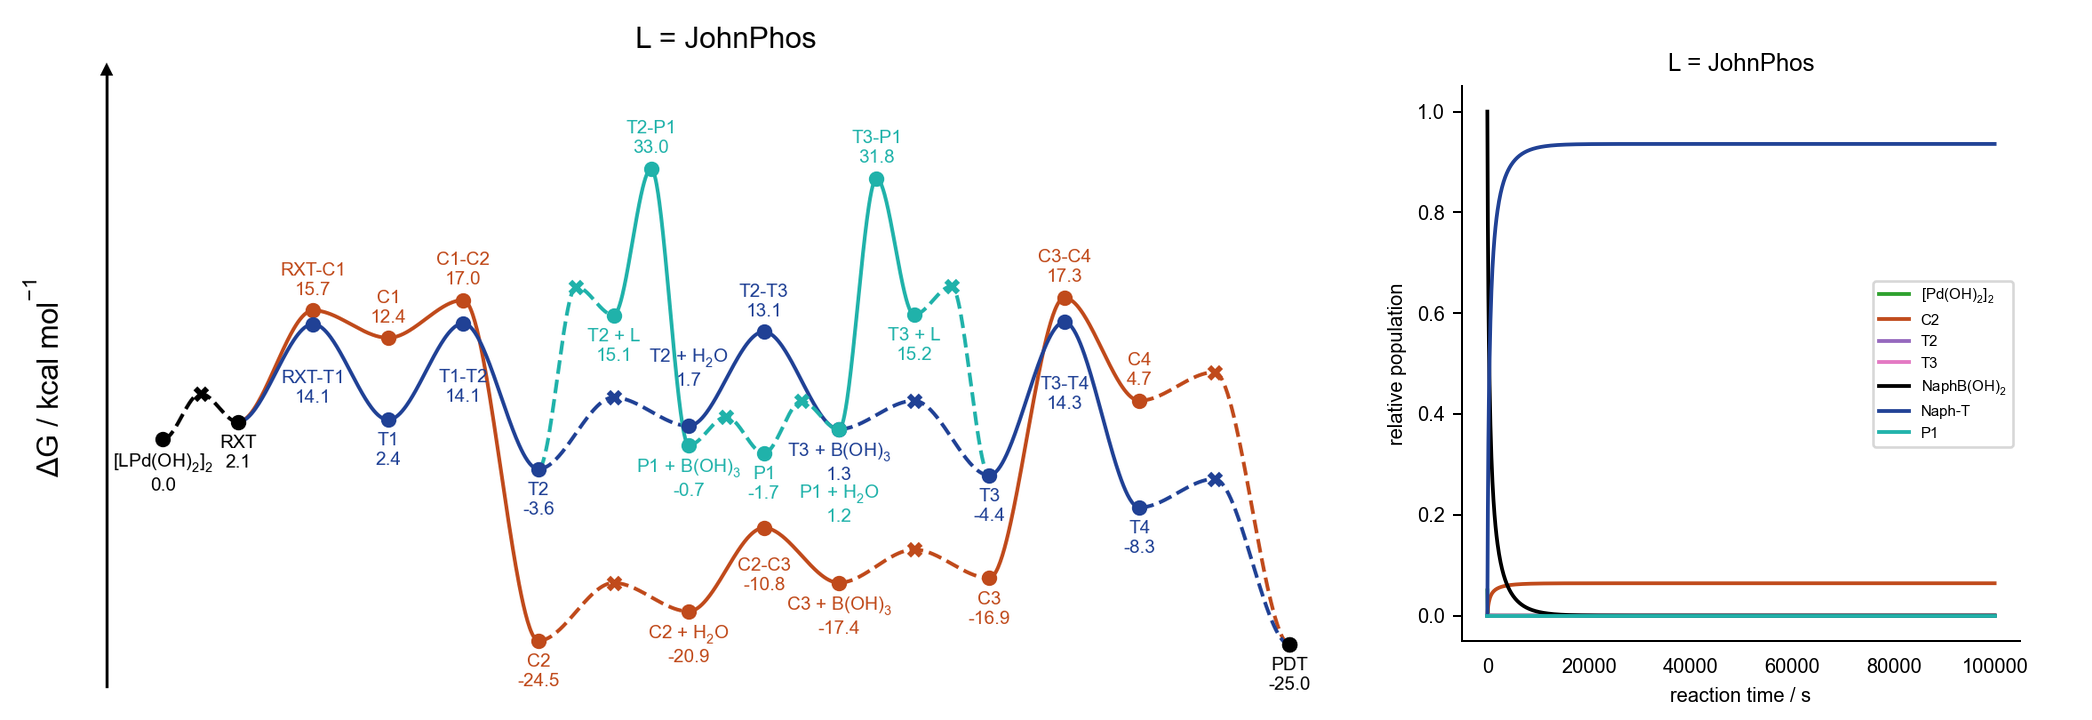 L = JohnPhos
ΔG / kcal mol⁻¹
[LPd(OH)₂]₂
0.0
RXT
2.1
RXT-C1
15.7
RXT-T1
14.1
C1
12.4
T1
2.4
C1-C2
17.0
T1-T2
14.1
T2
-3.6
C2
-24.5
T2-P1
33.0
T2 + L
15.1
T2 + H₂O
1.7
P1 + B(OH)₃
-0.7
C2 + H₂O
-20.9
T2-T3
13.1
P1
-1.7
C2-C3
-10.8
T3-P1
31.8
T3 + B(OH)₃
1.3
P1 + H₂O
1.2
C3 + B(OH)₃
-17.4
T3 + L
15.2
T3
-4.4
C3
-16.9
C3-C4
17.3
T3-T4
14.3
C4
4.7
T4
-8.3
PDT
-25.0
L = JohnPhos
relative population
1.0
0.8
0.6
0.4
0.2
0.0
[Pd(OH)₂]₂
C2
T2
T3
NaphB(OH)₂
Naph-T
P1
0 20000 40000 60000 80000 100000
reaction time / s